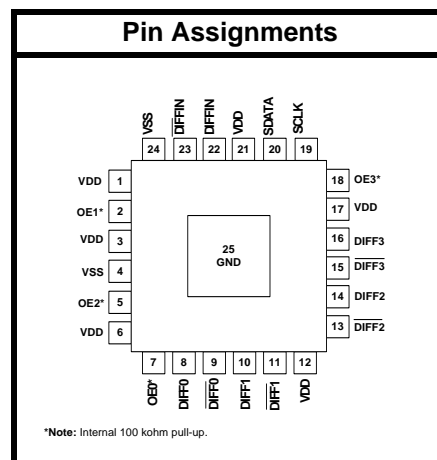 Pin Assignments
VSS
DIFFIN
DIFFIN
VDD
SDATA
SCLK
24
23
22
21
20
19
VDD 1
OE1* 2
VDD 3
VSS 4
OE2* 5
VDD 6
18 OE3*
17 VDD
16 DIFF3
15 DIFF3
14 DIFF2
13 DIFF2
25
GND
7
8
9
10
11
12
OE0*
DIFF0
DIFF0
DIFF1
DIFF1
VDD
*Note: Internal 100 kohm pull-up.